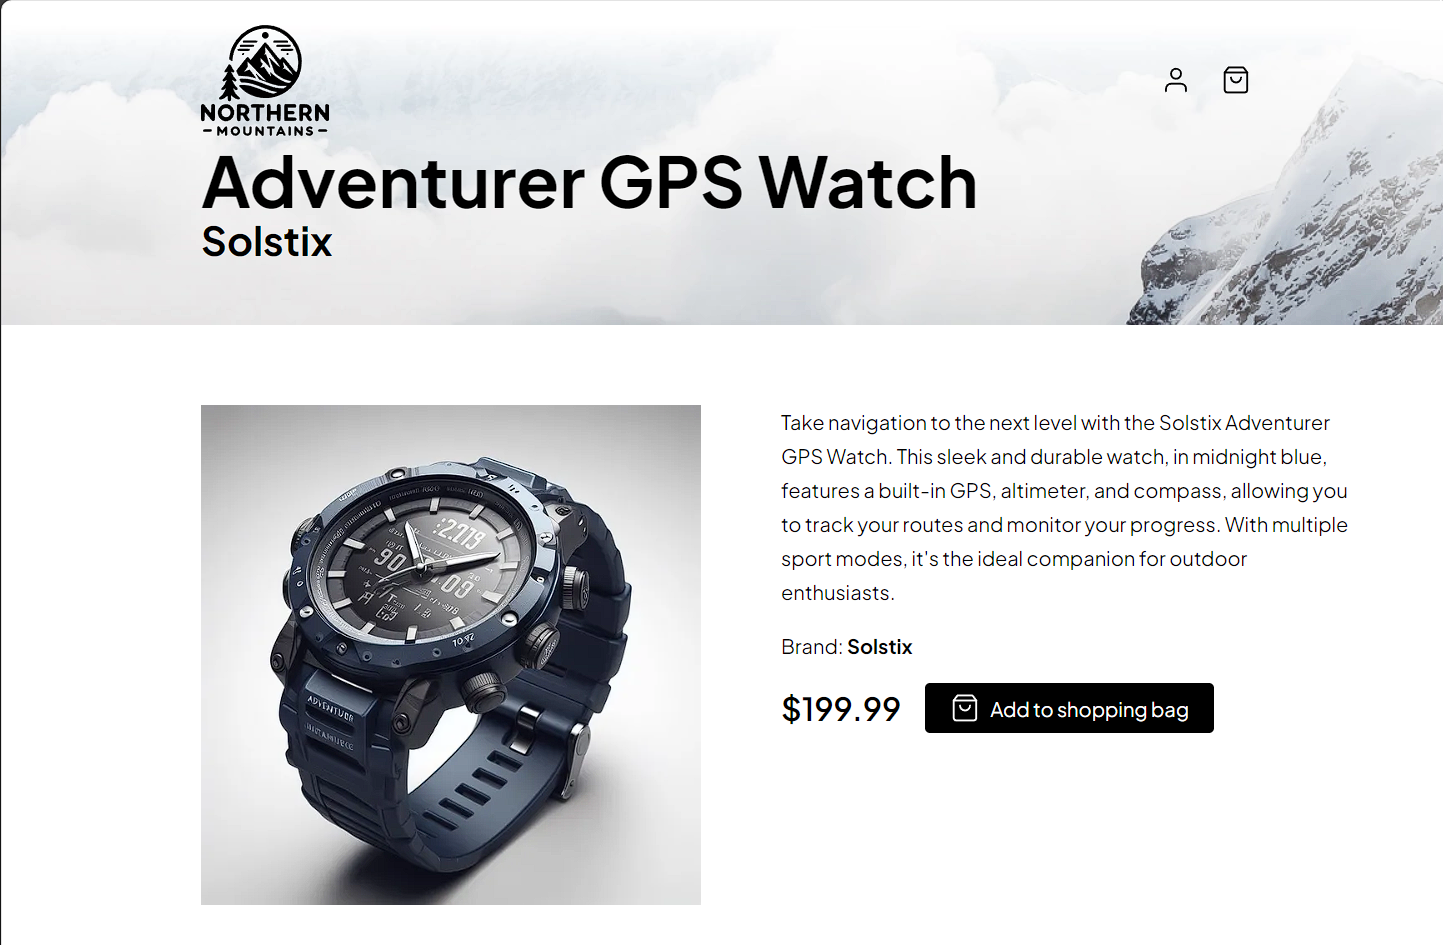 NORTHERN
MOUNTAINS
Adventurer GPS Watch
Solstix
Take navigation to the next level with the Solstix Adventurer
GPS Watch. This sleek and durable watch, in midnight blue,
features a built-in GPS, altimeter, and compass, allowing you
to track your routes and monitor your progress. With multiple
sport modes, it's the ideal companion for outdoor
enthusiasts.
Brand: Solstix
$199.99
Add to shopping bag
:2279
90